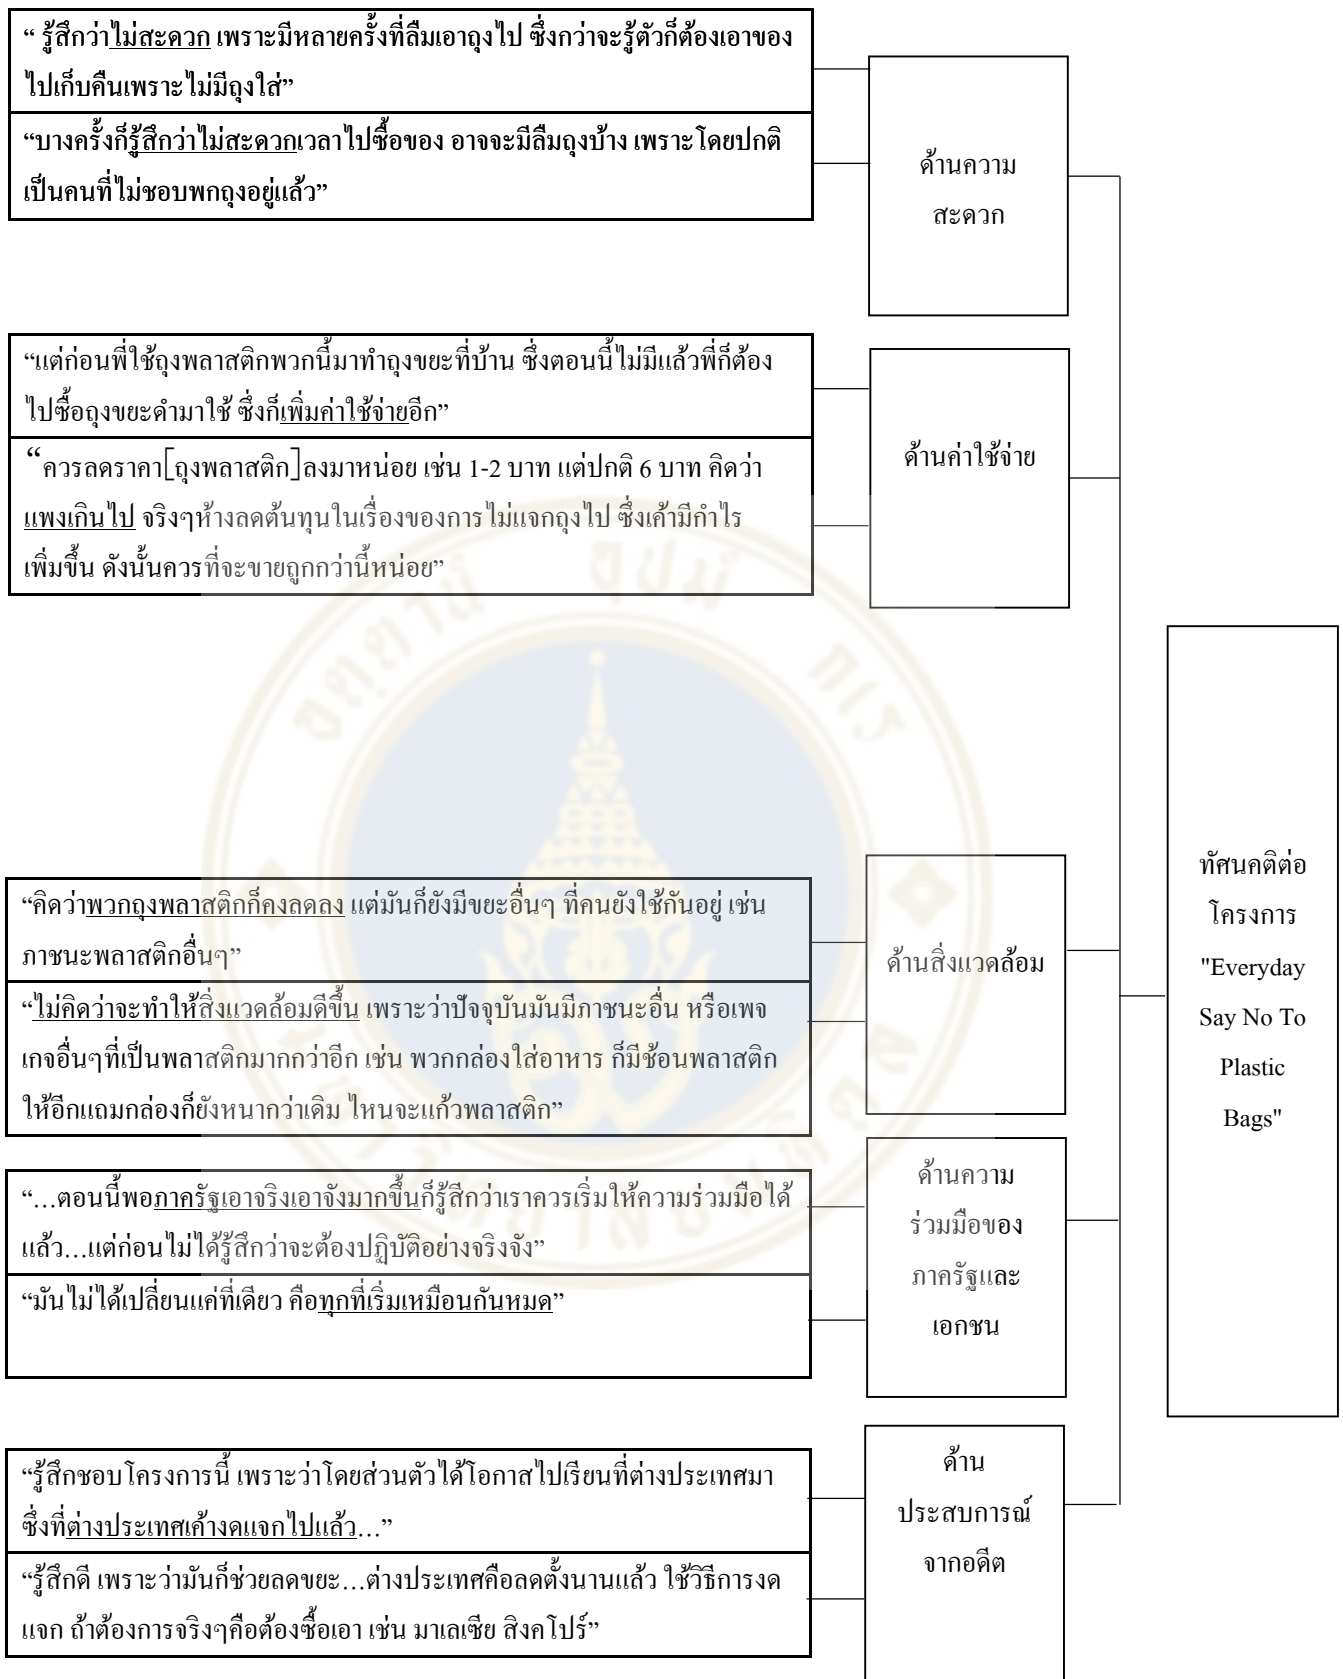 “ รู้สึกว่าไม่สะดวก เพราะมีหลายครั้งที่ลืมเอาถุงไป ซึ่งกว่าจะรู้ตัวก็ต้องเอาของ
ไปเก็บคืนเพราะไม่มีถุงใส่”
“บางครั้งก็รู้สึกว่าไม่สะดวกเวลาไปซื้อของ อาจจะมีลืมถุงบ้าง เพราะโดยปกติ
เป็นคนที่ไม่ชอบพกถุงอยู่แล้ว”
ด้านความ
สะดวก
“แต่ก่อนพี่ใช้ถุงพลาสติกพวกนี้มาทำถุงขยะที่บ้าน ซึ่งตอนนี้ไม่มีแล้วพี่ก็ต้อง
ไปซื้อถุงขยะดำมาใช้ ซึ่งก็เพิ่มค่าใช้จ่ายอีก”
“ควรลดราคา[ถุงพลาสติก]ลงมาหน่อย เช่น 1-2 บาท แต่ปกติ 6 บาท คิดว่า
แพงเกินไป จริงๆห้างลดต้นทุนในเรื่องของการไม่แจกถุงไป ซึ่งเค้ามีกำไร
เพิ่มขึ้น ดังนั้นควรที่จะขายถูกกว่านี้หน่อย”
ด้านค่าใช้จ่าย
“คิดว่าพวกถุงพลาสติกก็คงลดลง แต่มันก็ยังมีขยะอื่นๆ ที่คนยังใช้กันอยู่ เช่น
ภาชนะพลาสติกอื่นๆ”
“ไม่คิดว่าจะทำให้สิ่งแวดล้อมดีขึ้น เพราะว่าปัจจุบันมันมีภาชนะอื่น หรือแพจ
เกจอื่นๆที่เป็นพลาสติกมากกว่าอีก เช่น พวกกล่องใส่อาหาร ก็มีช้อนพลาสติก
ให้อีกแถมกล่องก็ยังหนากว่าเดิม ไหนจะแก้วพลาสติก”
ด้านสิ่งแวดล้อม
“…ตอนนี้พอภาครัฐเอาจริงเอาจังมากขึ้นก็รู้สึกว่าเราควรเริ่มให้ความร่วมมือได้
แล้ว…แต่ก่อนไม่ได้รู้สึกว่าจะต้องปฏิบัติอย่างจริงจัง”
“มันไม่ได้เปลี่ยนแค่ที่เดียว คือทุกที่เริ่มเหมือนกันหมด”
ด้านความ
ร่วมมือของ
ภาครัฐและ
เอกชน
“รู้สึกชอบโครงการนี้ เพราะว่าโดยส่วนตัวได้โอกาสไปเรียนที่ต่างประเทศมา
ซึ่งที่ต่างประเทศเค้างดแจกไปแล้ว…”
“รู้สึกดี เพราะว่ามันก็ช่วยลดขยะ…ต่างประเทศคือลดตั้งนานแล้ว ใช้วิธีการงด
แจก ถ้าต้องการจริงๆคือต้องซื้อเอา เช่น มาเลเซีย สิงคโปร์”
ด้าน
ประสบการณ์
จากอดีต
ทัศนคติต่อ
โครงการ
"Everyday
Say No To
Plastic
Bags"